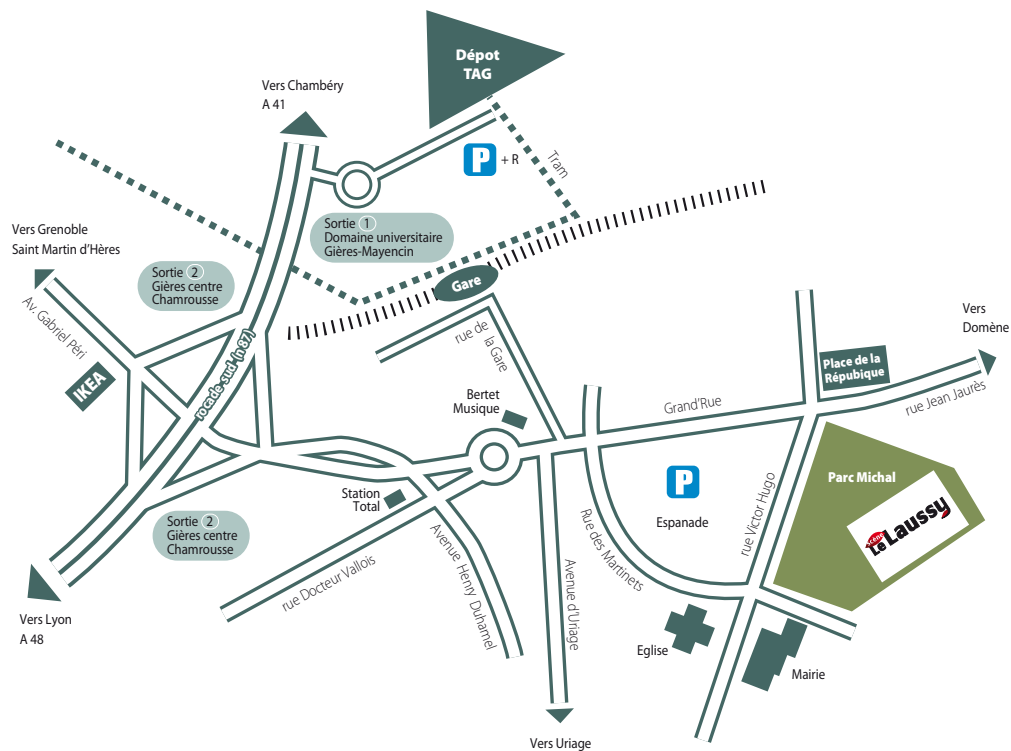 Dépot
TAG
Vers Chambéry
A 41
P + R
Tram
Sortie 1
Domaine universitaire
Gières-Mayencin
Vers Grenoble
Saint Martin d'Hères
Sortie 2
Gières centre
Chamrousse
Gare
Av. Gabriel Péri
IKEA
rocade sud (n 87)
rue de
la Gare
Vers
Domène
Place de la
Répubique
rue Jean Jaurès
Bertet
Musique
Grand'Rue
Parc Michal
scène
Le Laussy
P
Espanade
Station
Total
rue Victor Hugo
Rue des Martinets
Sortie 2
Gières centre
Chamrousse
Avenue Henry Duhamel
rue Docteur Vallois
Avenue d'Uriage
Vers Lyon
A 48
Eglise
Mairie
Vers Uriage